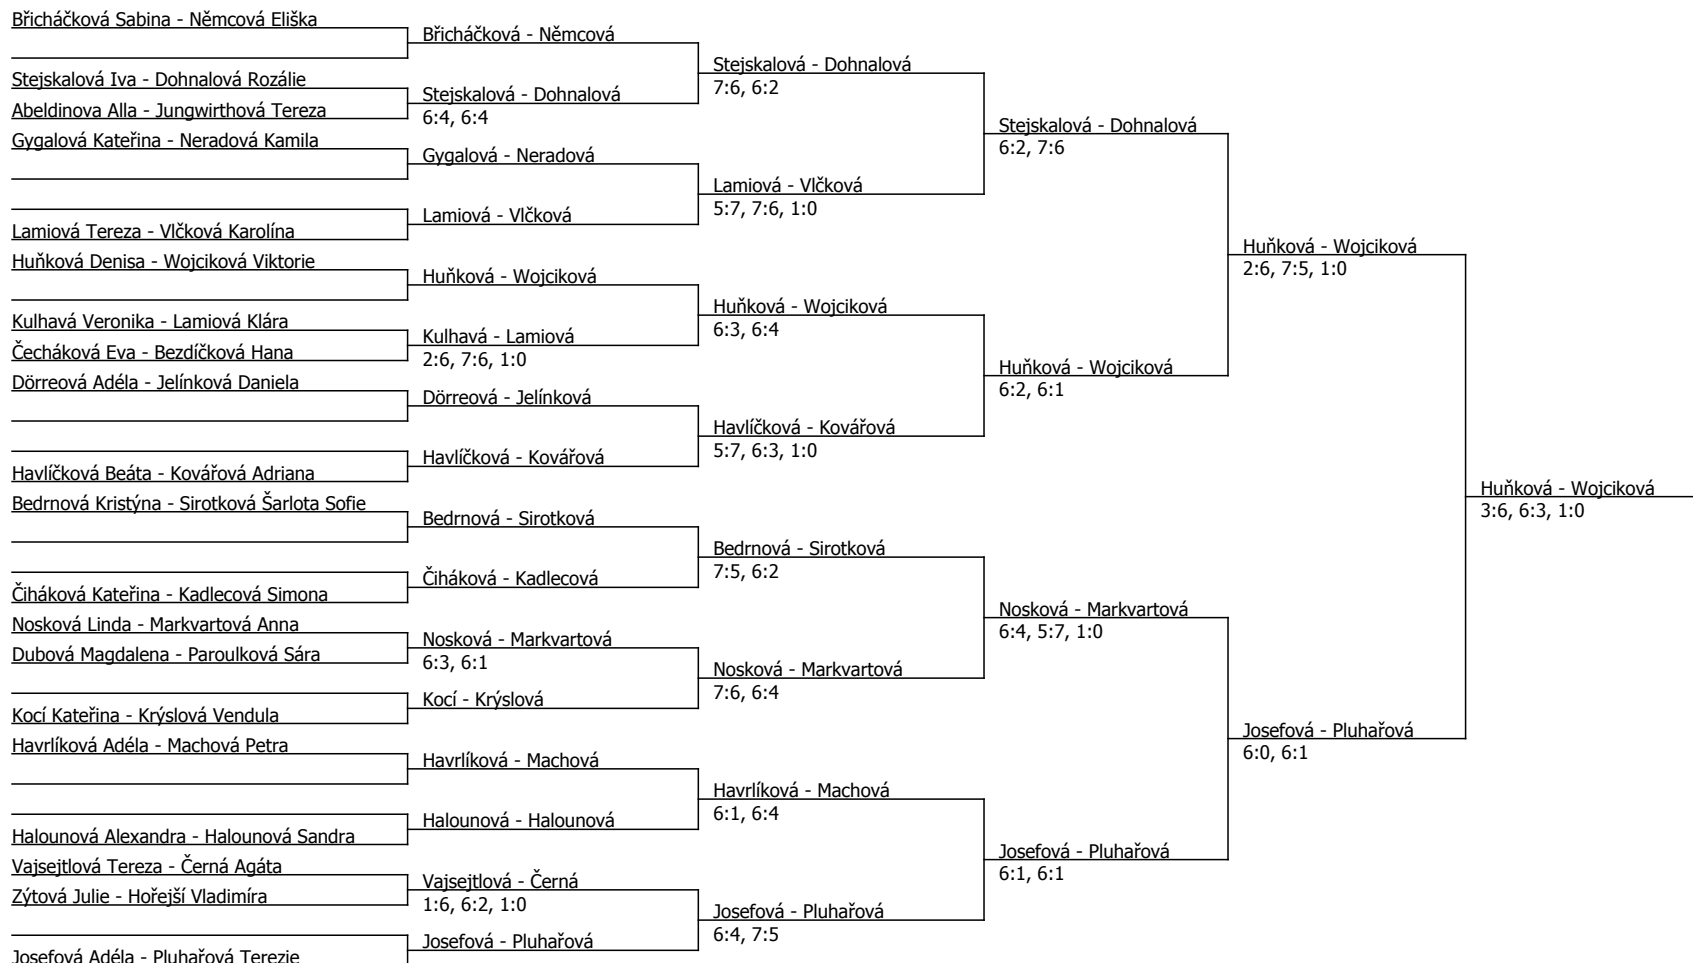 Břicháčková Sabina - Němcová Eliška
Stejskalová Iva - Dohnalová Rozálie
Abeldinova Alla - Jungwirthová Tereza
Gygalová Kateřina - Neradová Kamila
Lamiová Tereza - Vlčková Karolína
Huňková Denisa - Wojciková Viktorie
Kulhavá Veronika - Lamiová Klára
Čecháková Eva - Bezdíčková Hana
Dörreová Adéla - Jelínková Daniela
Havlíčková Beáta - Kovářová Adriana
Bedrnová Kristýna - Sirotková Šarlota Sofie
Čiháková Kateřina - Kadlecová Simona
Nosková Linda - Markvartová Anna
Dubová Magdalena - Paroulková Sára
Kocí Kateřina - Krýslová Vendula
Havrlíková Adéla - Machová Petra
Halounová Alexandra - Halounová Sandra
Vajsejtlová Tereza - Černá Agáta
Zýtová Julie - Hořejší Vladimíra
Josefová Adéla - Pluhařová Terezie
Břicháčková - Němcová
Stejskalová - Dohnalová
6:4, 6:4
Gygalová - Neradová
Lamiová - Vlčková
Huňková - Wojciková
Kulhavá - Lamiová
2:6, 7:6, 1:0
Dörreová - Jelínková
Havlíčková - Kovářová
Bedrnová - Sirotková
Čiháková - Kadlecová
Nosková - Markvartová
6:3, 6:1
Kocí - Krýslová
Havrlíková - Machová
Halounová - Halounová
Vajsejtlová - Černá
1:6, 6:2, 1:0
Josefová - Pluhařová
Stejskalová - Dohnalová
7:6, 6:2
Lamiová - Vlčková
5:7, 7:6, 1:0
Huňková - Wojciková
6:3, 6:4
Havlíčková - Kovářová
5:7, 6:3, 1:0
Bedrnová - Sirotková
7:5, 6:2
Nosková - Markvartová
7:6, 6:4
Havrlíková - Machová
6:1, 6:4
Josefová - Pluhařová
6:4, 7:5
Stejskalová - Dohnalová
6:2, 7:6
Huňková - Wojciková
6:2, 6:1
Nosková - Markvartová
6:4, 5:7, 1:0
Josefová - Pluhařová
6:1, 6:1
Huňková - Wojciková
2:6, 7:5, 1:0
Josefová - Pluhařová
6:0, 6:1
Huňková - Wojciková
3:6, 6:3, 1:0